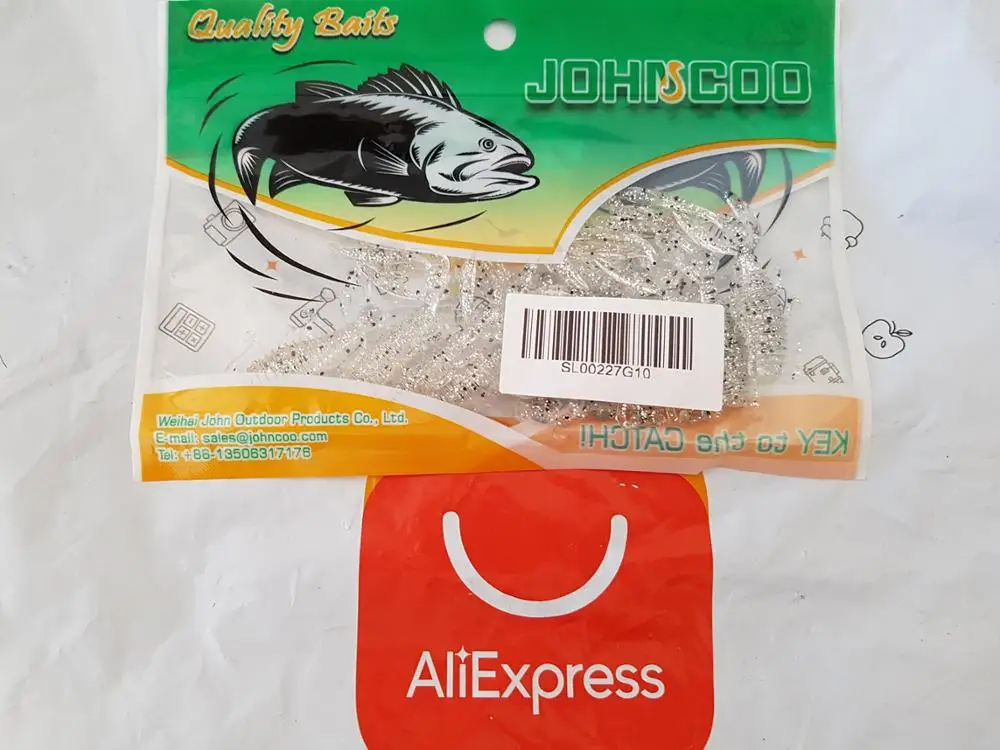 Quality Baits
JOHNCOO
SL00227G10
Weihai John Outdoor Products Co., Ltd.
E-mail: sales@johncoo.com
Tel: +86-13506317176
KEY to the CATCH!
AliExpress